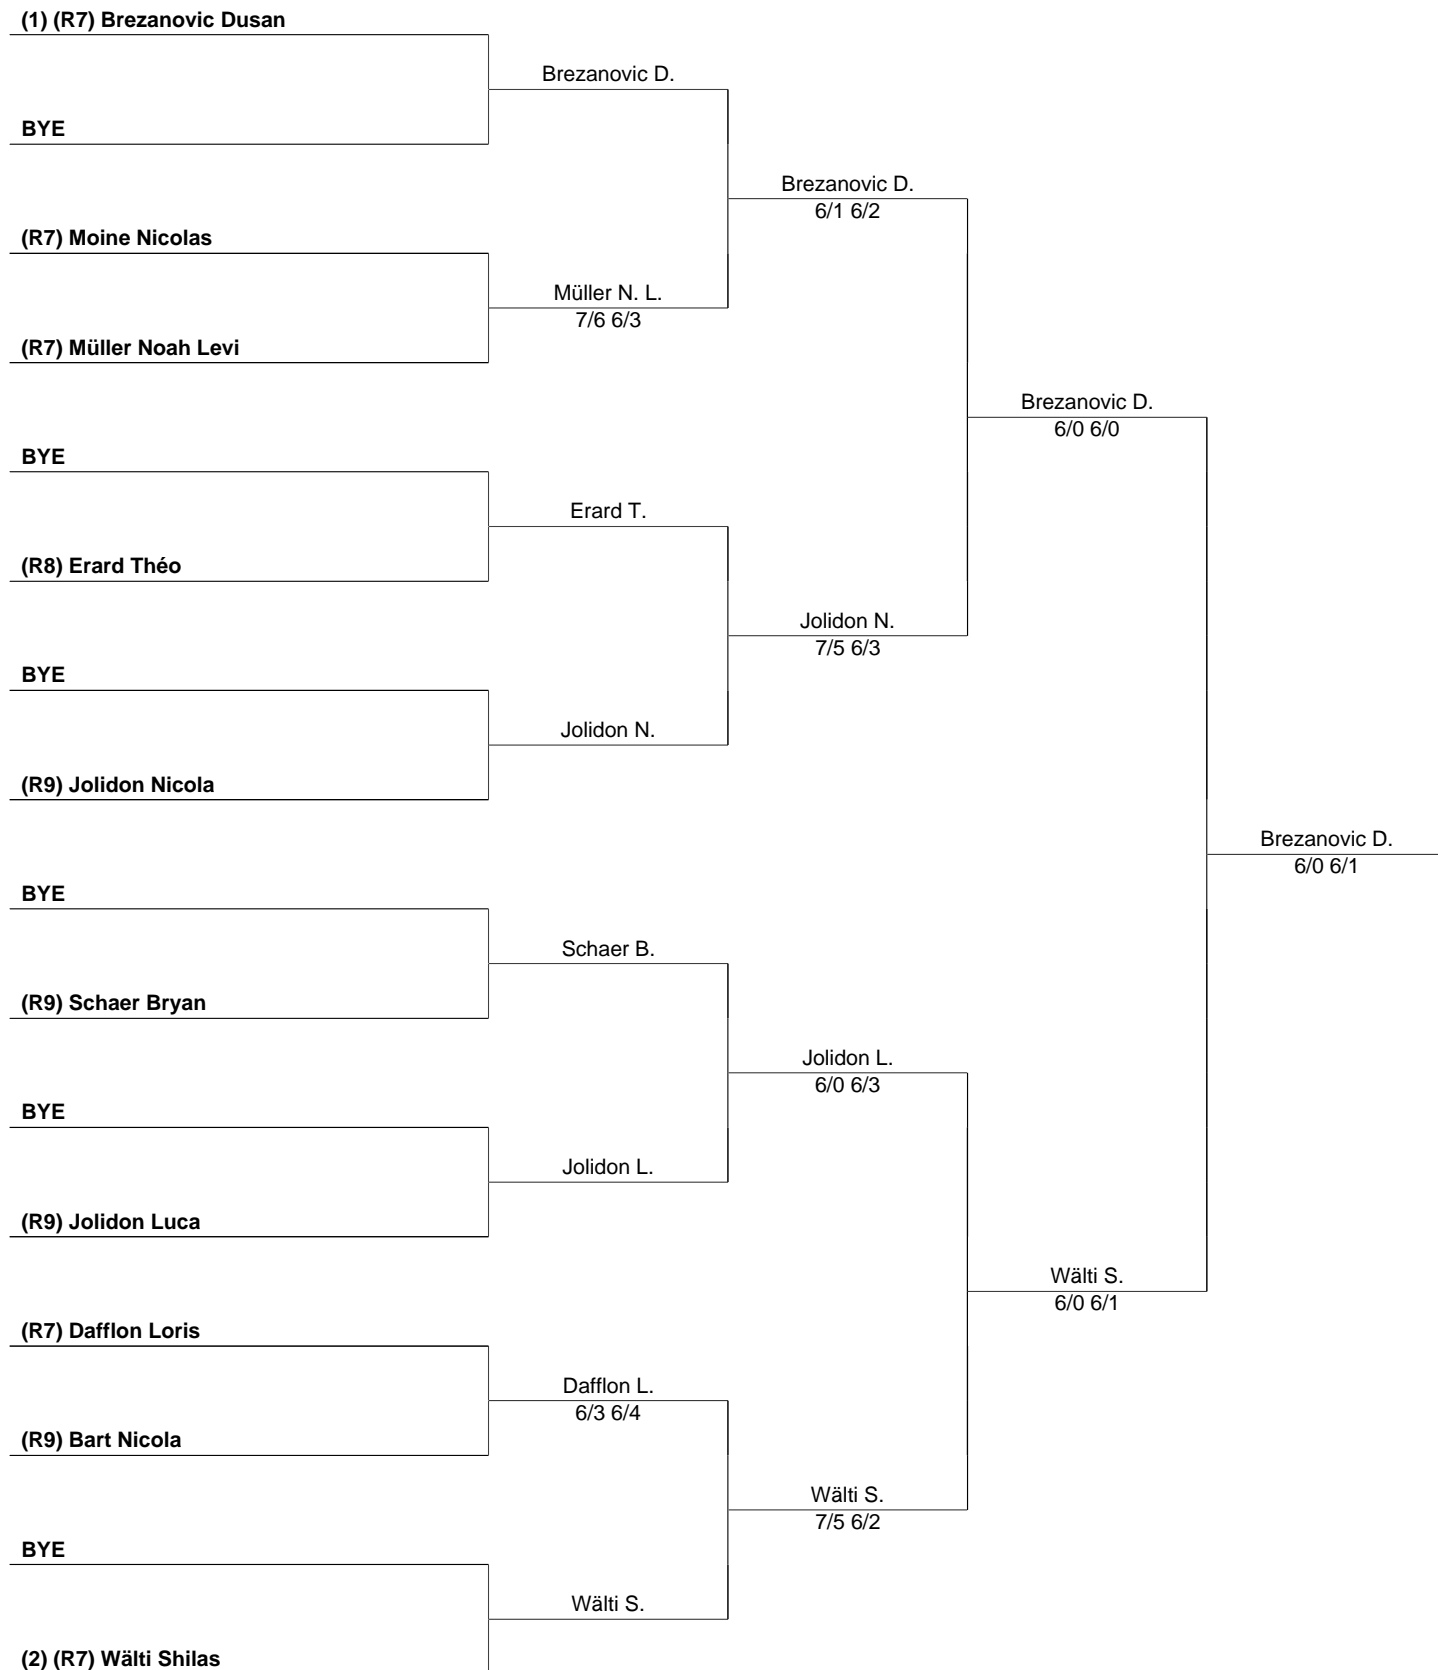 (1) (R7) Brezanovic Dusan
Brezanovic D.
BYE
Brezanovic D.
6/1 6/2
(R7) Moine Nicolas
Müller N. L.
7/6 6/3
(R7) Müller Noah Levi
Brezanovic D.
6/0 6/0
BYE
Erard T.
(R8) Erard Théo
Jolidon N.
7/5 6/3
BYE
Jolidon N.
(R9) Jolidon Nicola
Brezanovic D.
6/0 6/1
BYE
Schaer B.
(R9) Schaer Bryan
Jolidon L.
6/0 6/3
BYE
Jolidon L.
(R9) Jolidon Luca
Wälti S.
6/0 6/1
(R7) Dafflon Loris
Dafflon L.
6/3 6/4
(R9) Bart Nicola
Wälti S.
7/5 6/2
BYE
Wälti S.
(2) (R7) Wälti Shilas